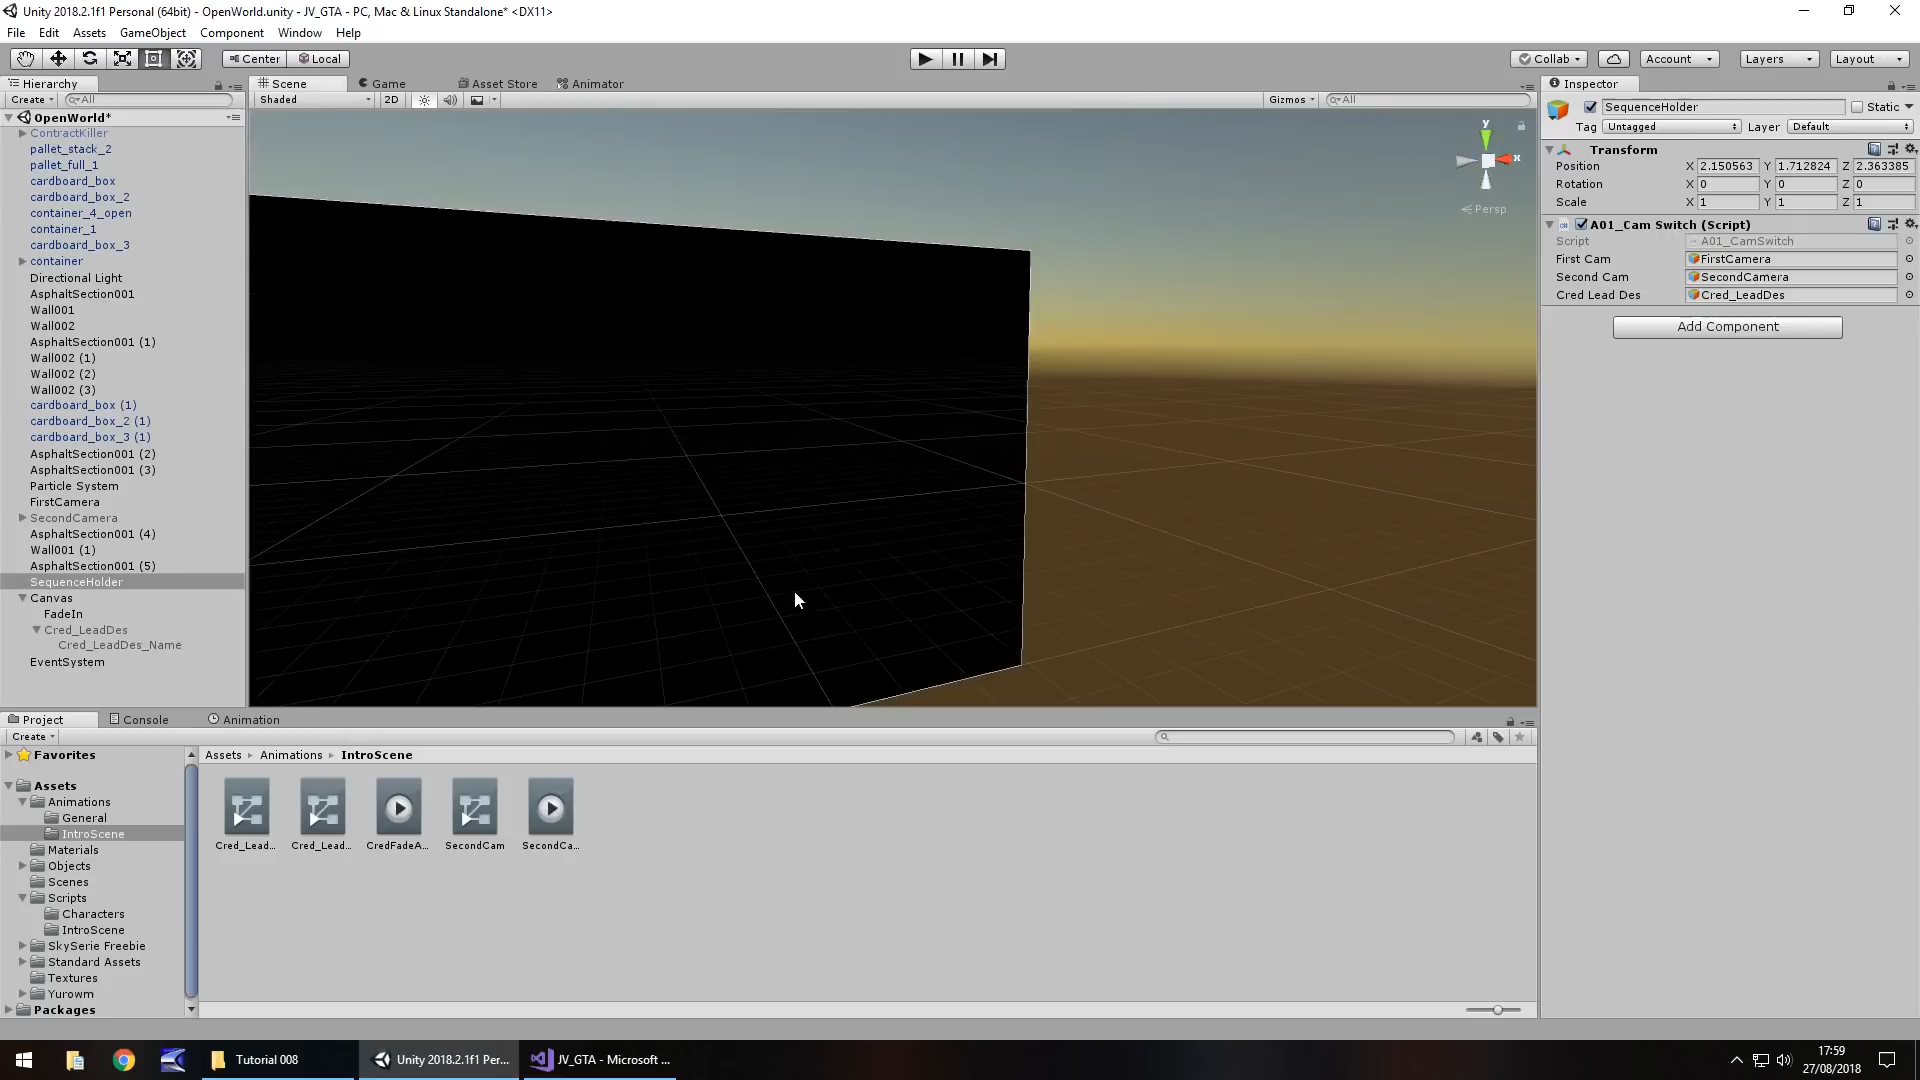 Unity 2018.2.1f1 Personal (64bit) - OpenWorld.unity - JV_GTA - PC, Mac & Linux Standalone* <DX11>
File Edit Assets GameObject Component Window Help
Center Local Collab Account Layers Layout
Hierarchy Scene Game Asset Store Animator Inspector
Create All Shaded 2D Gizmos All
SequenceHolder Static
Tag Untagged Layer Default
Transform
Position X 2.150563 Y 1.712824 Z 2.363385
Rotation X 0 Y 0 Z 0
Scale X 1 Y 1 Z 1
A01_Cam Switch (Script)
Script A01_CamSwitch
First Cam FirstCamera
Second Cam SecondCamera
Cred Lead Des Cred_LeadDes
Add Component
y
x
Persp
OpenWorld*
ContractKiller
pallet_stack_2
pallet_full_1
cardboard_box
cardboard_box_2
container_4_open
container_1
cardboard_box_3
container
Directional Light
AsphaltSection001
Wall001
Wall002
AsphaltSection001 (1)
Wall002 (1)
Wall002 (2)
Wall002 (3)
cardboard_box (1)
cardboard_box_2 (1)
cardboard_box_3 (1)
AsphaltSection001 (2)
AsphaltSection001 (3)
Particle System
FirstCamera
SecondCamera
AsphaltSection001 (4)
Wall001 (1)
AsphaltSection001 (5)
SequenceHolder
Canvas
FadeIn
Cred_LeadDes
Cred_LeadDes_Name
EventSystem
Project Console Animation
Create
Favorites
Assets
Animations
General
IntroScene
Materials
Objects
Scenes
Scripts
Characters
IntroScene
SkySerie Freebie
Standard Assets
Textures
Yurowm
Packages
Assets Animations IntroScene
Cred_Lead... Cred_Lead... CredFadeA... SecondCam SecondCa...
Tutorial 008 Unity 2018.2.1f1 Per... JV_GTA - Microsoft ...
17:59
27/08/2018